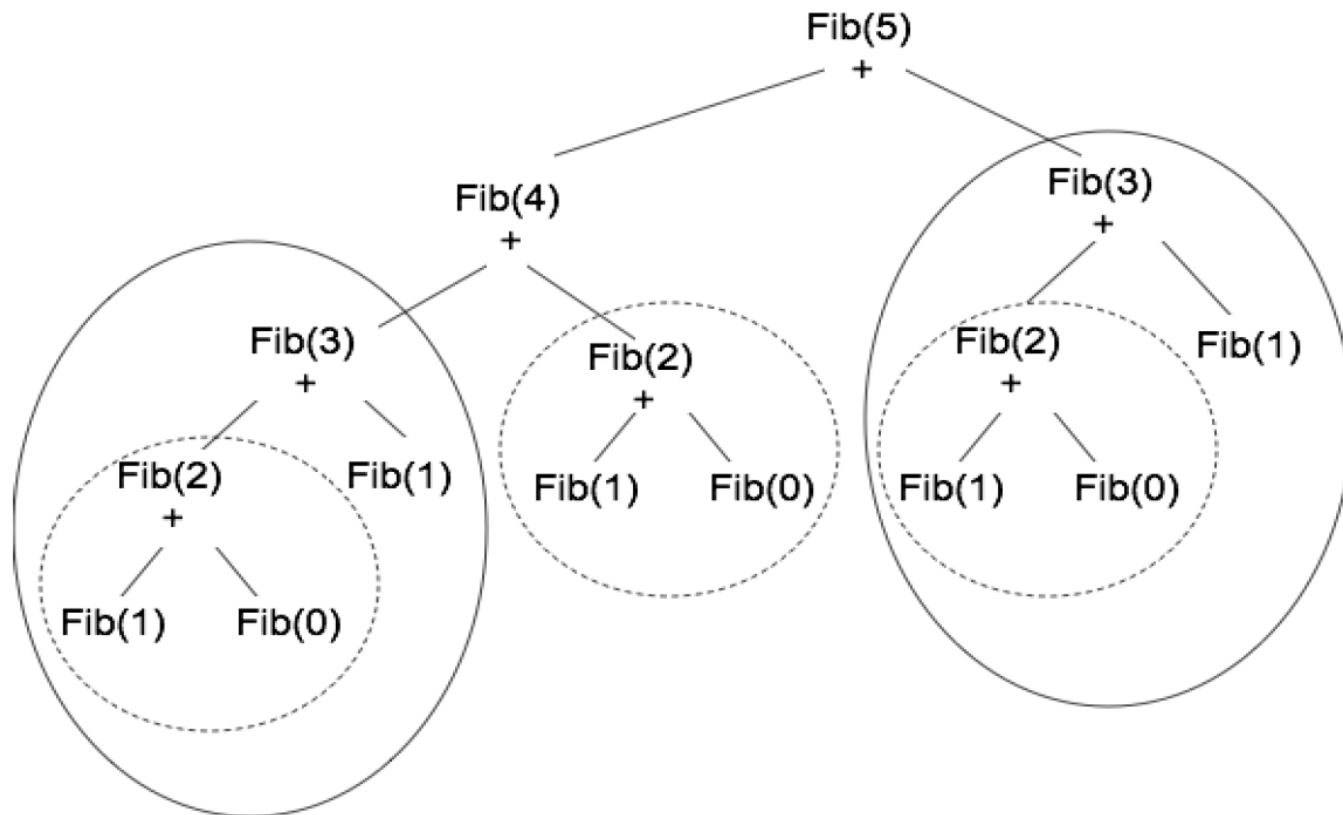 Fib(5)
+
Fib(4)
+
Fib(3)
+
Fib(3)
+
Fib(2)
+
Fib(2)
+
Fib(1)
Fib(2)
+
Fib(1)
Fib(1)
Fib(0)
Fib(1)
Fib(0)
Fib(1)
Fib(0)